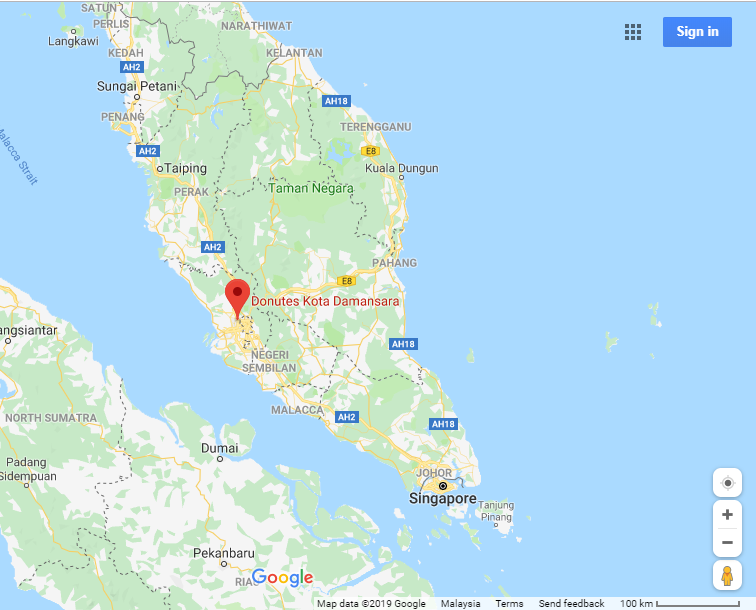 SATUN
PERLIS
Langkawi
NARATHIWAT
KEDAH
KELANTAN
AH2
Sungai Petani
AH18
PENANG
TERENGGANU
AH2
E8
Malacca Strait
Taiping
Kuala Dungun
PERAK
Taman Negara
AH2
PAHANG
E8
Donutes Kota Damansara
angsiantar
AH18
NEGERI
SEMBILAN
MALACCA
AH2
NORTH SUMATRA
AH18
Dumai
Padang
Sidempuan
JOHOR
Singapore
Tanjung
Pinang
Pekanbaru
RIAU
Google
Sign in
+
−
Map data ©2019 Google Malaysia Terms Send feedback 100 km